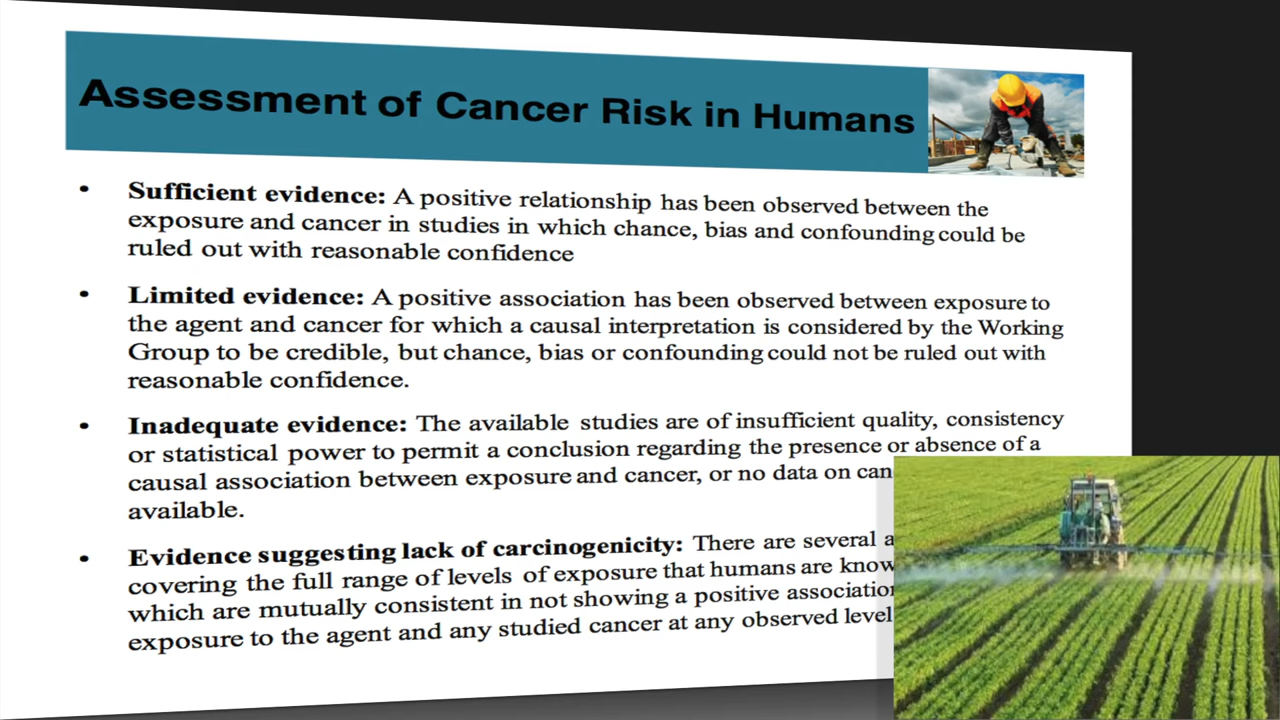 Assessment of Cancer Risk in Humans
• Sufficient evidence: A positive relationship has been observed between the
exposure and cancer in studies in which chance, bias and confounding could be
ruled out with reasonable confidence
• Limited evidence: A positive association has been observed between exposure to
the agent and cancer for which a causal interpretation is considered by the Working
Group to be credible, but chance, bias or confounding could not be ruled out with
reasonable confidence.
• Inadequate evidence: The available studies are of insufficient quality, consistency
or statistical power to permit a conclusion regarding the presence or absence of a
causal association between exposure and cancer, or no data on
available.
• Evidence suggesting lack of carcinogenicity: There are several
covering the full range of levels of exposure that humans are
which are mutually consistent in not showing a positive
exposure to the agent and any studied cancer at any observed level